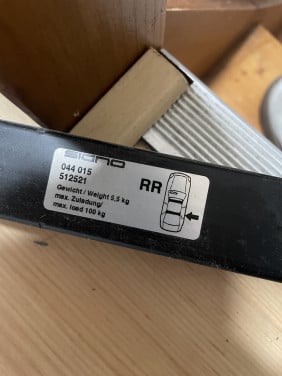 044 015
512521
Gewicht / Weight 5,5 kg
max. Zuladung/
max. load 100 kg
RR